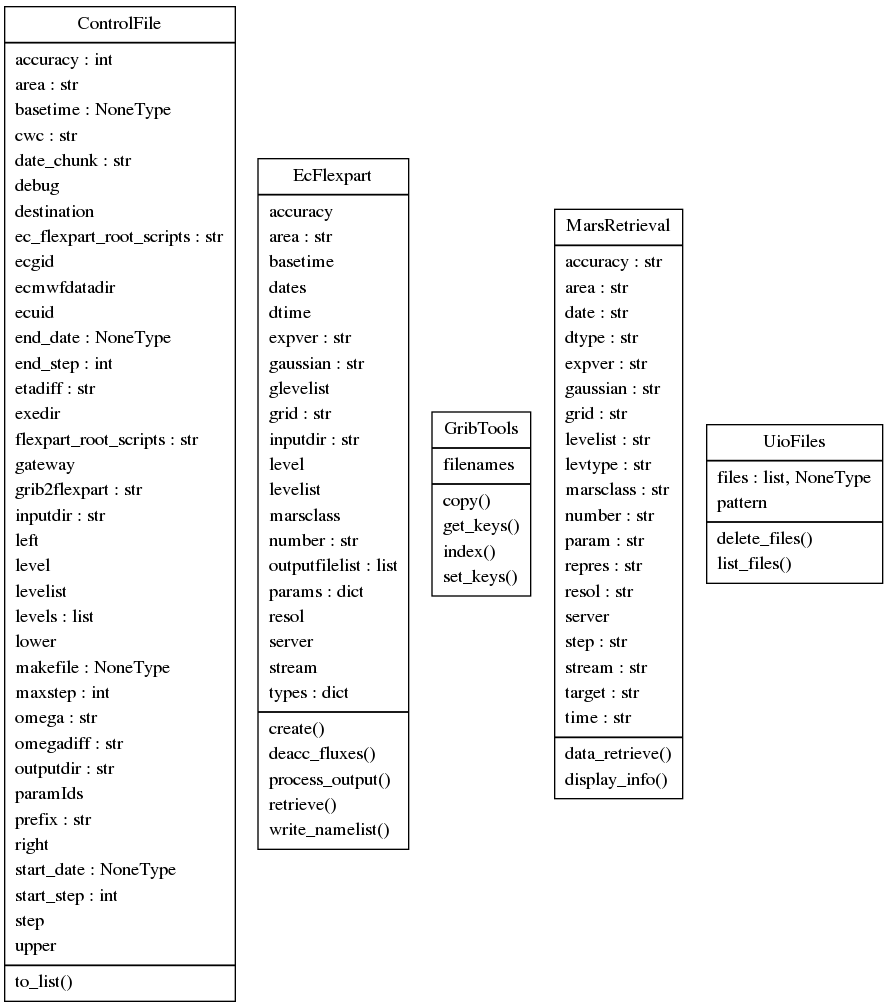 ControlFile
accuracy : int
area : str
basetime : NoneType
cwc : str
date_chunk : str
debug
destination
ec_flexpart_root_scripts : str
ecgid
ecmwfdatadir
ecuid
end_date : NoneType
end_step : int
etadiff : str
exedir
flexpart_root_scripts : str
gateway
grib2flexpart : str
inputdir : str
left
level
levelist
levels : list
lower
makefile : NoneType
maxstep : int
omega : str
omegadiff : str
outputdir : str
paramIds
prefix : str
right
start_date : NoneType
start_step : int
step
upper
to_list()
EcFlexpart
accuracy
area : str
basetime
dates
dtime
expver : str
gaussian : str
glevelist
grid : str
inputdir : str
level
levelist
marsclass
number : str
outputfilelist : list
params : dict
resol
server
stream
types : dict
create()
deacc_fluxes()
process_output()
retrieve()
write_namelist()
GribTools
filenames
copy()
get_keys()
index()
set_keys()
MarsRetrieval
accuracy : str
area : str
date : str
dtype : str
expver : str
gaussian : str
grid : str
levelist : str
levtype : str
marsclass : str
number : str
param : str
repres : str
resol : str
server
step : str
stream : str
target : str
time : str
data_retrieve()
display_info()
UioFiles
files : list, NoneType
pattern
delete_files()
list_files()